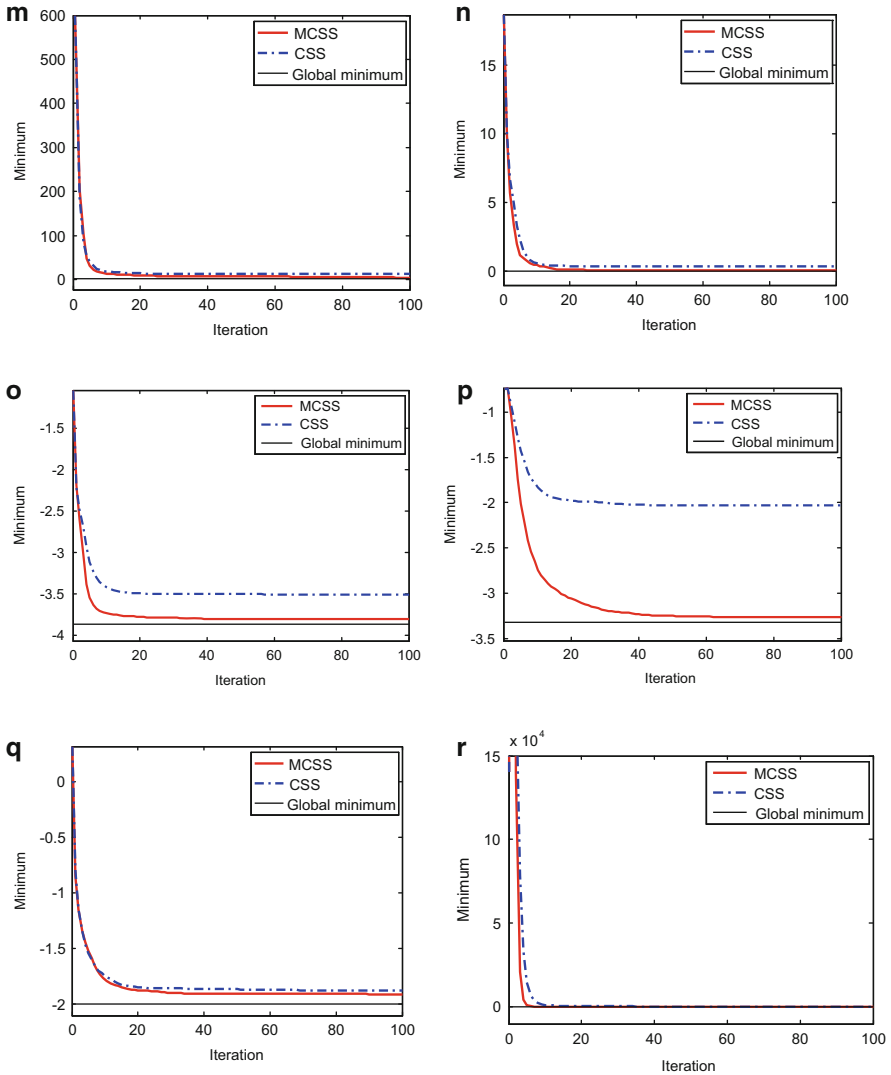 m
600
500
400
300
200
100
0
Minimum
0 20 40 60 80 100
Iteration
MCSS
CSS
Global minimum
n
15
10
5
0
Minimum
0 20 40 60 80 100
Iteration
MCSS
CSS
Global minimum
o
-1.5
-2
-2.5
-3
-3.5
-4
Minimum
0 20 40 60 80 100
Iteration
MCSS
CSS
Global minimum
p
-1
-1.5
-2
-2.5
-3
-3.5
Minimum
0 20 40 60 80 100
Iteration
MCSS
CSS
Global minimum
q
0
-0.5
-1
-1.5
-2
Minimum
0 20 40 60 80 100
Iteration
MCSS
CSS
Global minimum
r
x 10^4
15
10
5
0
Minimum
0 20 40 60 80 100
Iteration
MCSS
CSS
Global minimum